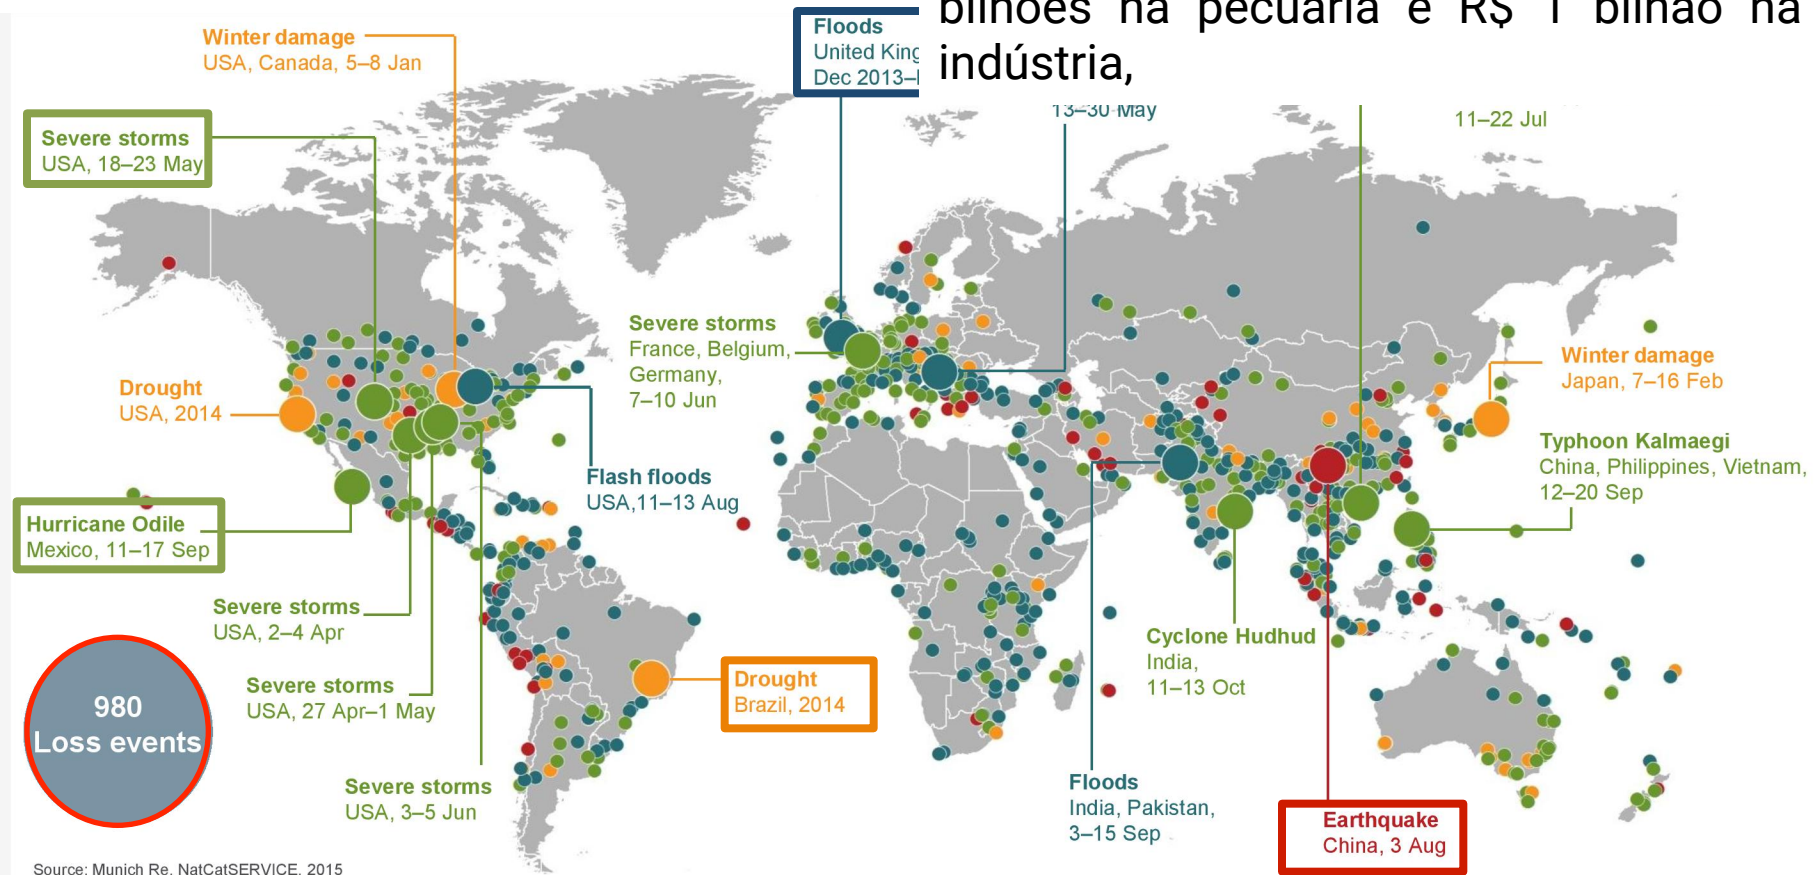 bilhões na pecuária e R$ 1 bilhão na
indústria,
Winter damage
USA, Canada, 5–8 Jan
Floods
United King
Dec 2013–
13–30 May
11–22 Jul
Severe storms
USA, 18–23 May
Severe storms
France, Belgium,
Germany,
7–10 Jun
Winter damage
Japan, 7–16 Feb
Drought
USA, 2014
Typhoon Kalmaegi
China, Philippines, Vietnam,
12–20 Sep
Flash floods
USA,11–13 Aug
Hurricane Odile
Mexico, 11–17 Sep
Severe storms
USA, 2–4 Apr
Cyclone Hudhud
India,
11–13 Oct
Severe storms
USA, 27 Apr–1 May
Drought
Brazil, 2014
980
Loss events
Severe storms
USA, 3–5 Jun
Floods
India, Pakistan,
3–15 Sep
Earthquake
China, 3 Aug
Source: Munich Re, NatCatSERVICE, 2015